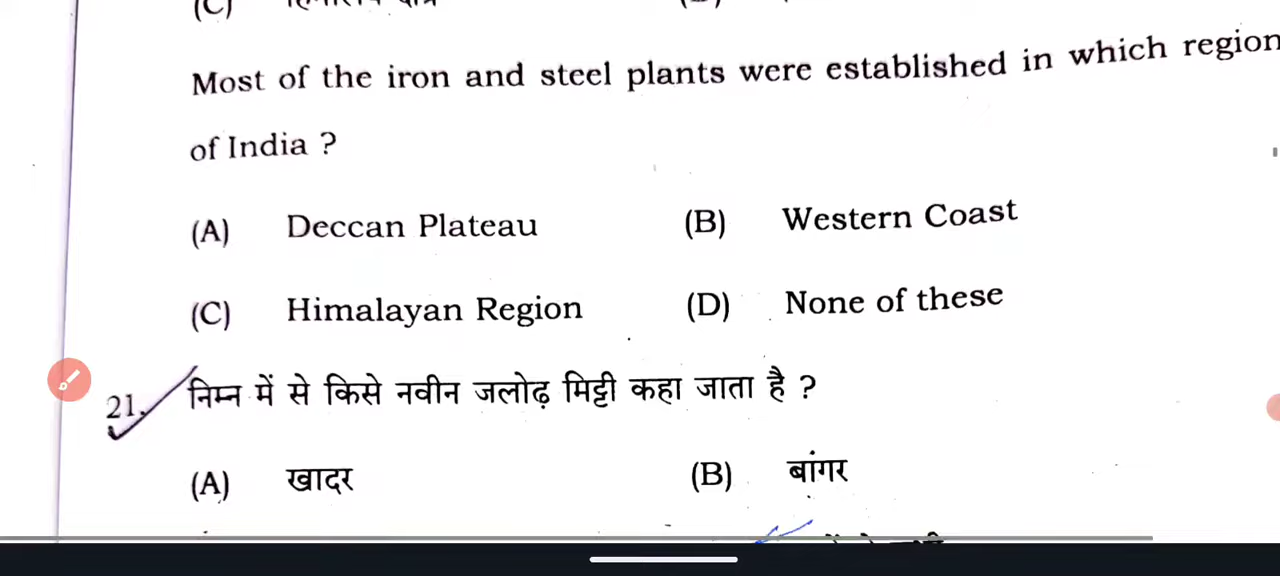 (C) हिमालय क्षेत्र (D)
Most of the iron and steel plants were established in which region
of India ?
(A) Deccan Plateau (B) Western Coast
(C) Himalayan Region (D) None of these
21. निम्न में से किसे नवीन जलोढ़ मिट्टी कहा जाता है ?
(A) खादर (B) बांगर